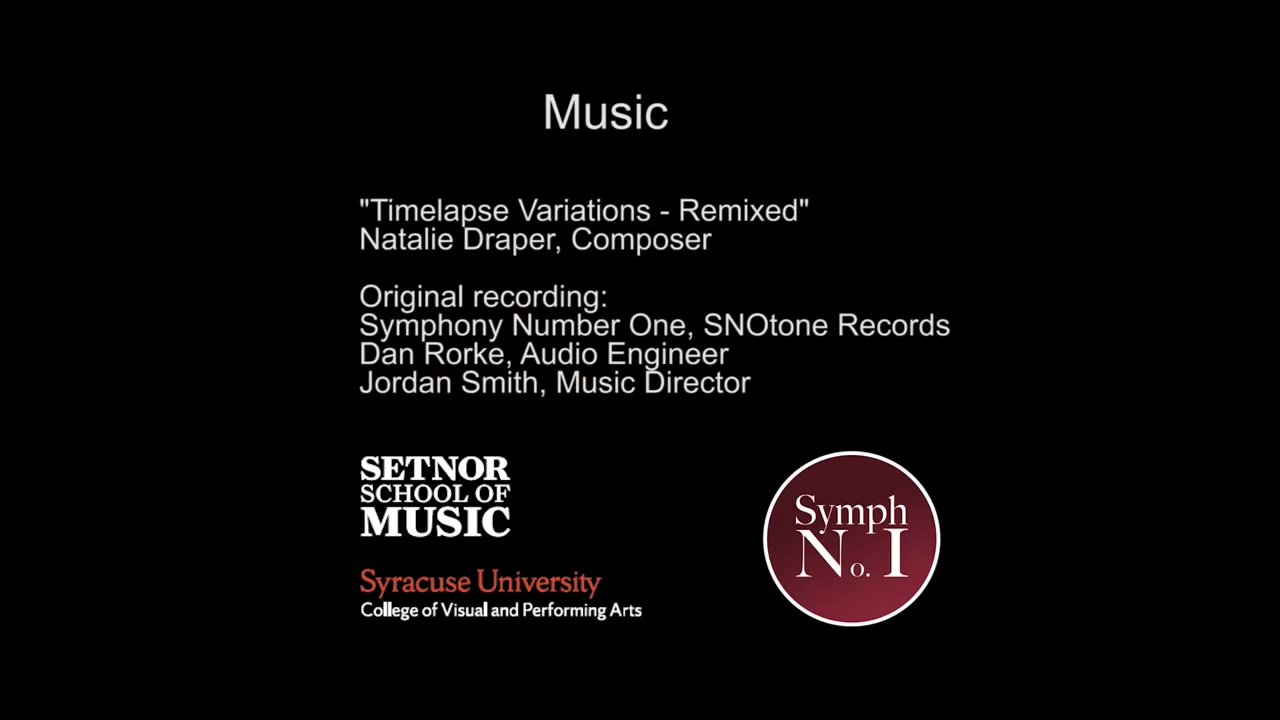 Music
"Timelapse Variations - Remixed"
Natalie Draper, Composer
Original recording:
Symphony Number One, SNOtone Records
Dan Rorke, Audio Engineer
Jordan Smith, Music Director
SETNOR
SCHOOL OF
MUSIC
Syracuse University
College of Visual and Performing Arts
Symph
No. I